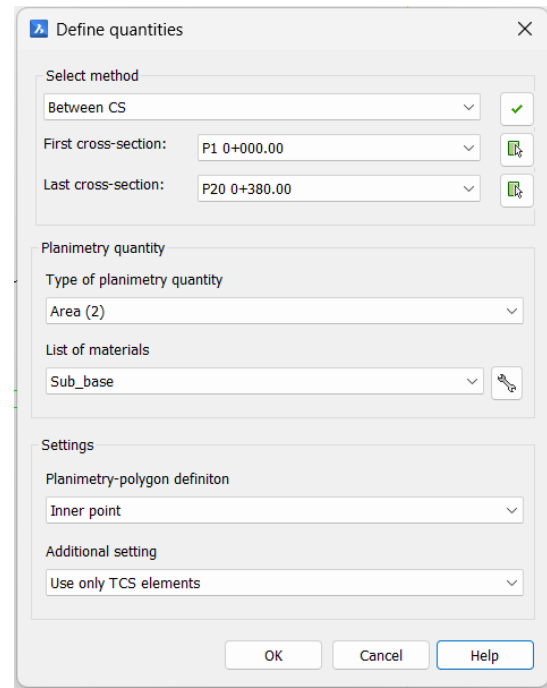 Define quantities
Select method
Between CS
First cross-section: P1 0+000.00
Last cross-section: P20 0+380.00
Planimetry quantity
Type of planimetry quantity
Area (2)
List of materials
Sub_base
Settings
Planimetry-polygon definiton
Inner point
Additional setting
Use only TCS elements
OK Cancel Help